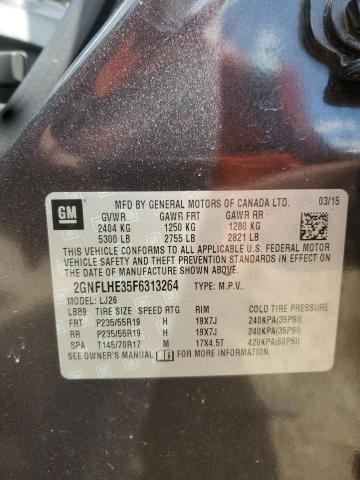 GM
MFD BY GENERAL MOTORS OF CANADA LTD. 03/15
GVWR GAWR FRT GAWR RR
2404 KG 1250 KG 1280 KG
5300 LB 2755 LB 2821 LB
THIS VEHICLE CONFORMS TO ALL APPLICABLE U.S. FEDERAL MOTOR
VEHICLE SAFETY, BUMPER, AND THEFT PREVENTION STANDARDS IN
EFFECT ON THE DATE OF MANUFACTURE SHOWN ABOVE.
2GNFLHE35F6313264 TYPE: M.P.V.
MODEL: LJ26
LBB9 TIRE SIZE SPEED RTG RIM COLD TIRE PRESSURE
FRT P235/55R19 H 19X7J 240KPA(35PSI)
RR P235/55R19 H 19X7J 240KPA(35PSI)
SPA T145/70R17 M 17X4.5T 420KPA(60PSI)
SEE OWNER'S MANUAL FOR ADDITIONAL INFORMATION